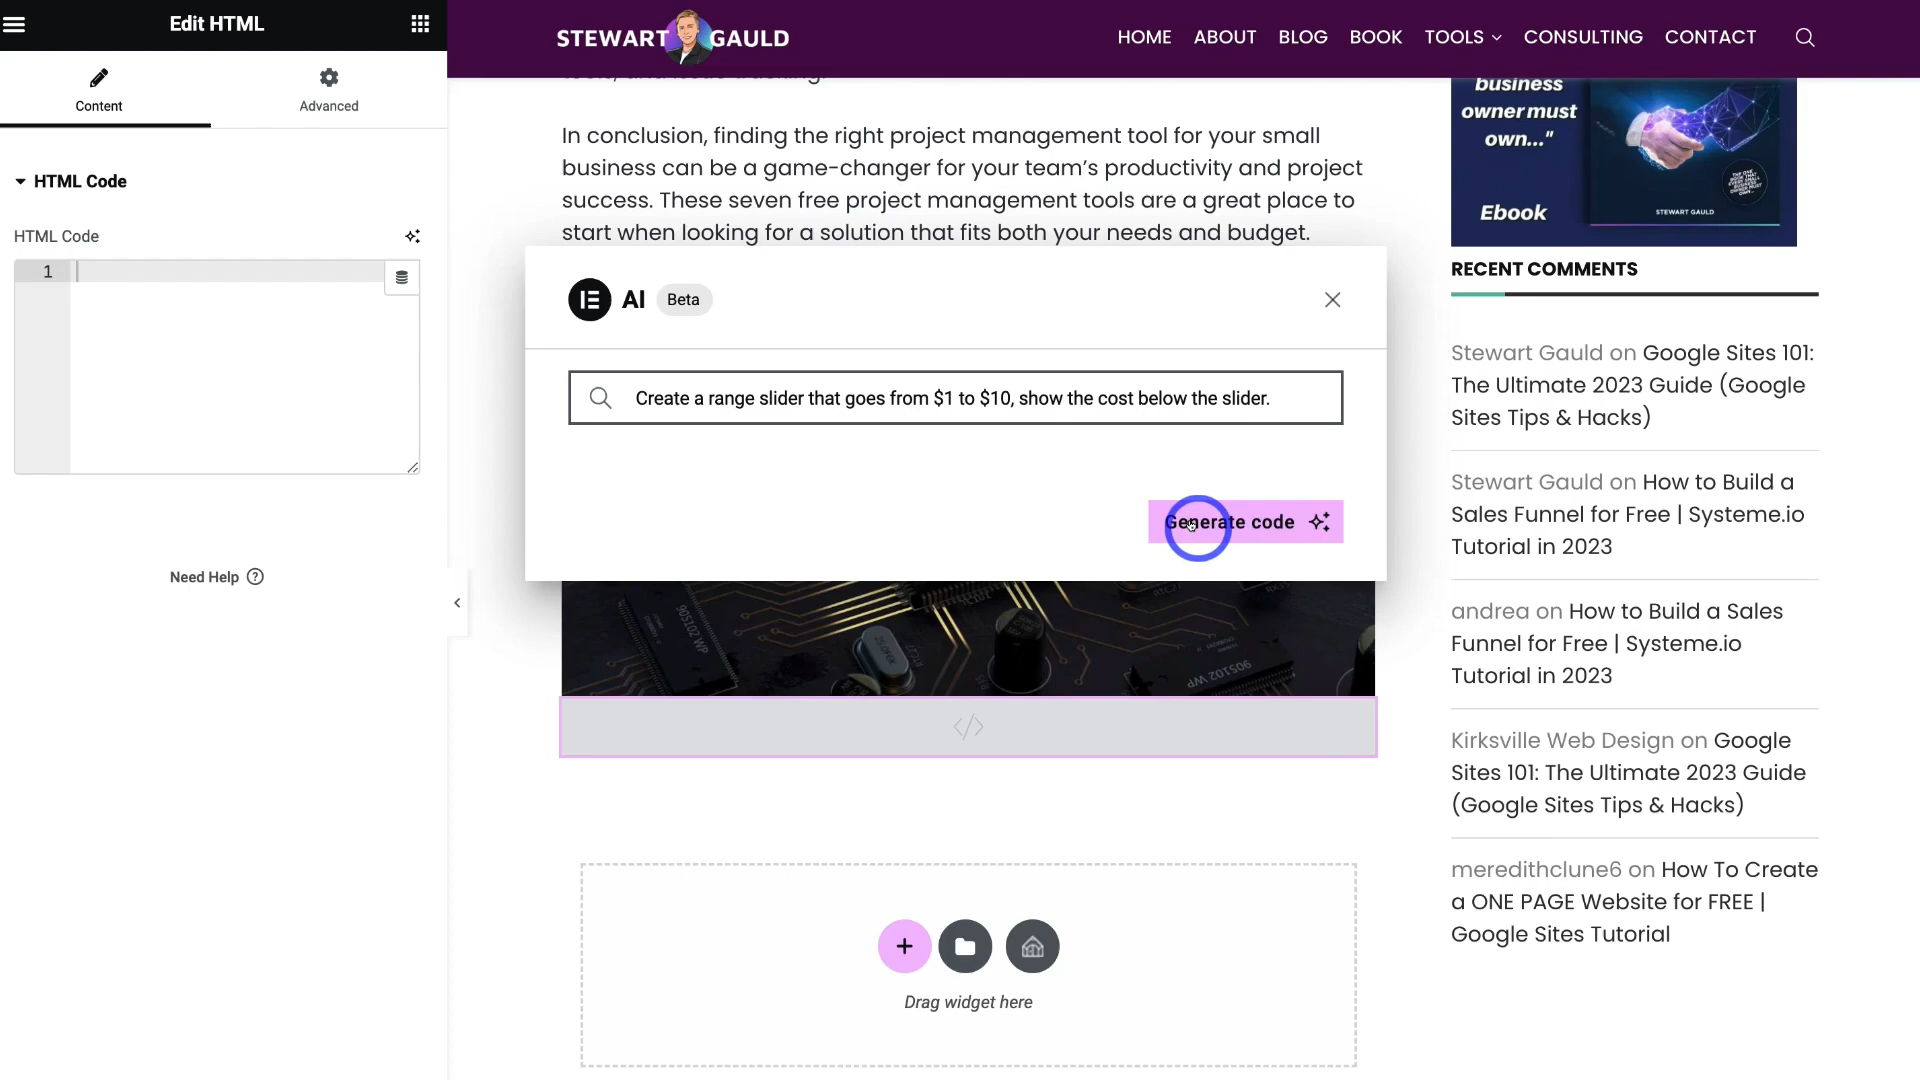 Edit HTML
Content
Advanced
HTML Code
HTML Code
1
Need Help
STEWART GAULD
HOME ABOUT BLOG BOOK TOOLS CONSULTING CONTACT
In conclusion, finding the right project management tool for your small
business can be a game-changer for your team's productivity and project
success. These seven free project management tools are a great place to
start when looking for a solution that fits both your needs and budget.
AI Beta
Create a range slider that goes from $1 to $10, show the cost below the slider.
Generate code
90S102 WP
90S102 WP
</>
Drag widget here
business
owner must
own..."
Ebook
STEWART GAULD
RECENT COMMENTS
Stewart Gauld on Google Sites 101:
The Ultimate 2023 Guide (Google
Sites Tips & Hacks)
Stewart Gauld on How to Build a
Sales Funnel for Free | Systeme.io
Tutorial in 2023
andrea on How to Build a Sales
Funnel for Free | Systeme.io
Tutorial in 2023
Kirksville Web Design on Google
Sites 101: The Ultimate 2023 Guide
(Google Sites Tips & Hacks)
meredithclune6 on How To Create
a ONE PAGE Website for FREE |
Google Sites Tutorial